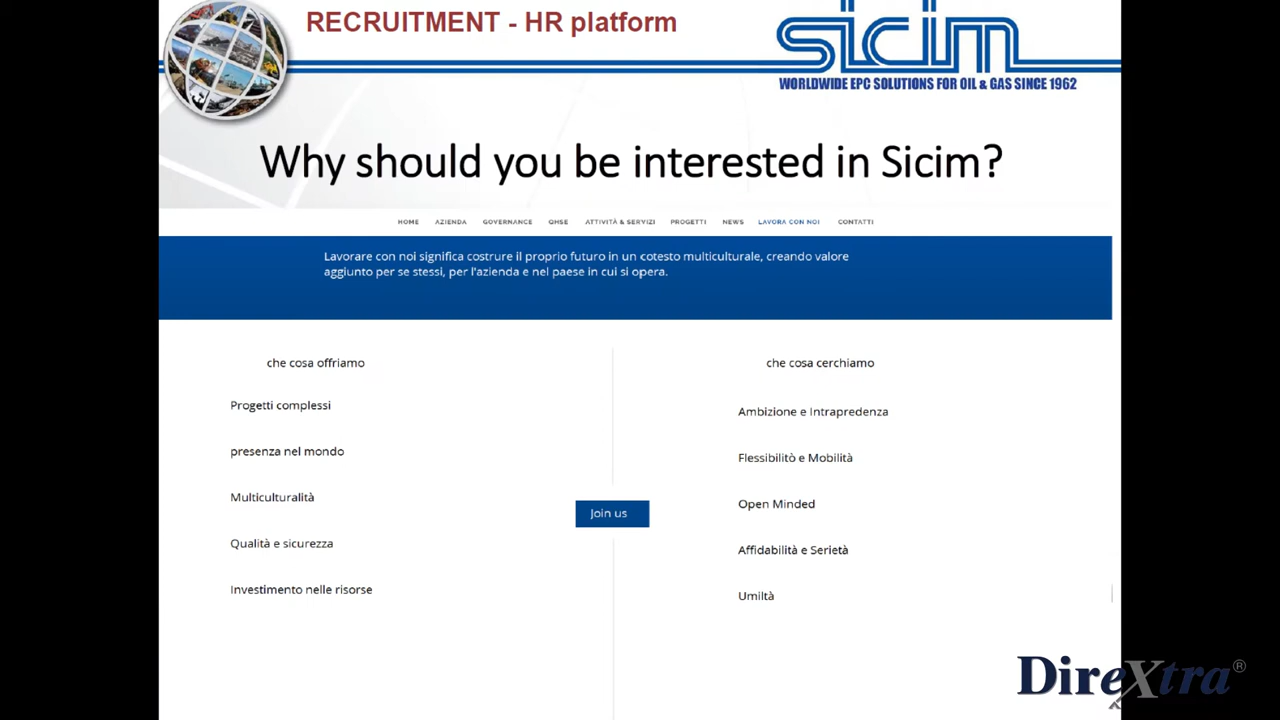 RECRUITMENT - HR platform
sicim
WORLDWIDE EPC SOLUTIONS FOR OIL & GAS SINCE 1962
Why should you be interested in Sicim?
HOME AZIENDA GOVERNANCE QHSE ATTIVITÀ & SERVIZI PROGETTI NEWS LAVORA CON NOI CONTATTI
Lavorare con noi significa costrure il proprio futuro in un cotesto multiculturale, creando valore
aggiunto per se stessi, per l'azienda e nel paese in cui si opera.
che cosa offriamo
Progetti complessi
presenza nel mondo
Multiculturalità
Qualità e sicurezza
Investimento nelle risorse
Join us
che cosa cerchiamo
Ambizione e Intrapredenza
Flessibilitò e Mobilità
Open Minded
Affidabilità e Serietà
Umiltà
DireXtra®